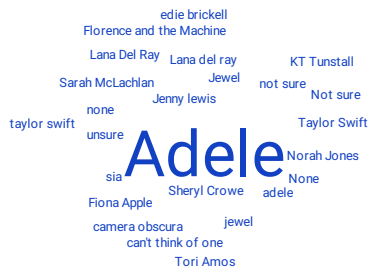 edie brickell
Florence and the Machine
Lana Del Ray
Lana del ray
KT Tunstall
Sarah McLachlan
Jewel
not sure
Not sure
Jenny lewis
none
taylor swift
Taylor Swift
unsure
Adele
Norah Jones
sia
None
Sheryl Crowe
adele
Fiona Apple
jewel
camera obscura
can't think of one
Tori Amos